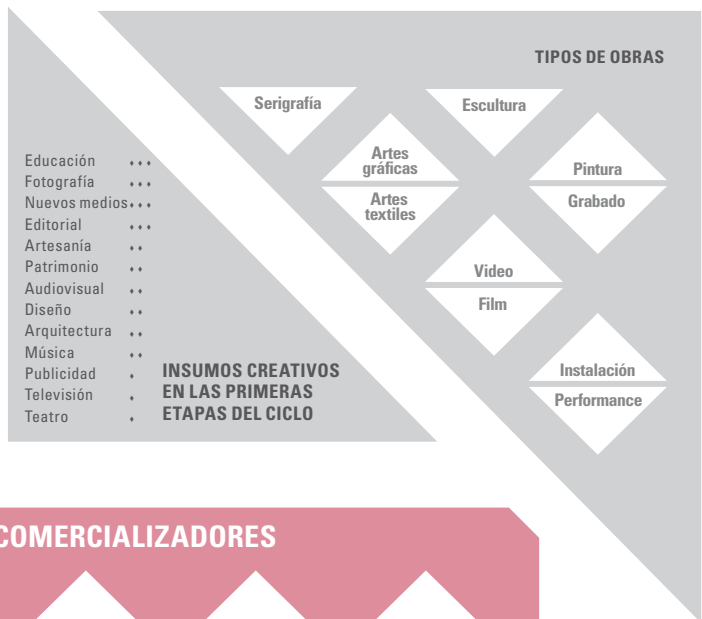 TIPOS DE OBRAS
Serigrafía
Escultura
Artes
gráficas
Artes
textiles
Pintura
Grabado
Video
Film
Instalación
Performance
Educación ♦♦♦
Fotografía ♦♦♦
Nuevos medios ♦♦♦
Editorial ♦♦♦
Artesanía ♦♦
Patrimonio ♦♦
Audiovisual ♦♦
Diseño ♦♦
Arquitectura ♦♦
Música ♦♦
Publicidad ♦
Televisión ♦
Teatro ♦
INSUMOS CREATIVOS
EN LAS PRIMERAS
ETAPAS DEL CICLO
COMERCIALIZADORES